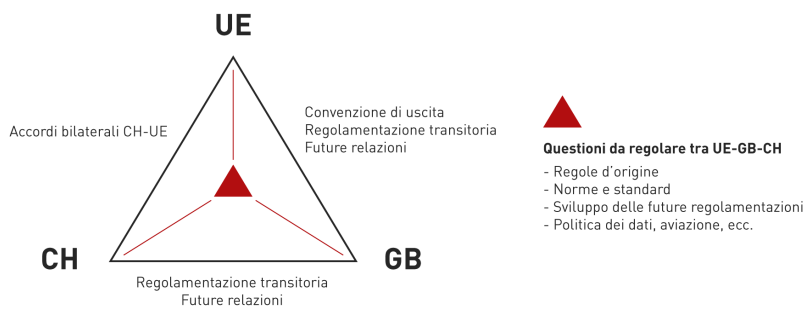 UE
Accordi bilaterali CH-UE
Convenzione di uscita
Regolamentazione transitoria
Future relazioni
CH
GB
Regolamentazione transitoria
Future relazioni
Questioni da regolare tra UE-GB-CH
- Regole d'origine
- Norme e standard
- Sviluppo delle future regolamentazioni
- Politica dei dati, aviazione, ecc.